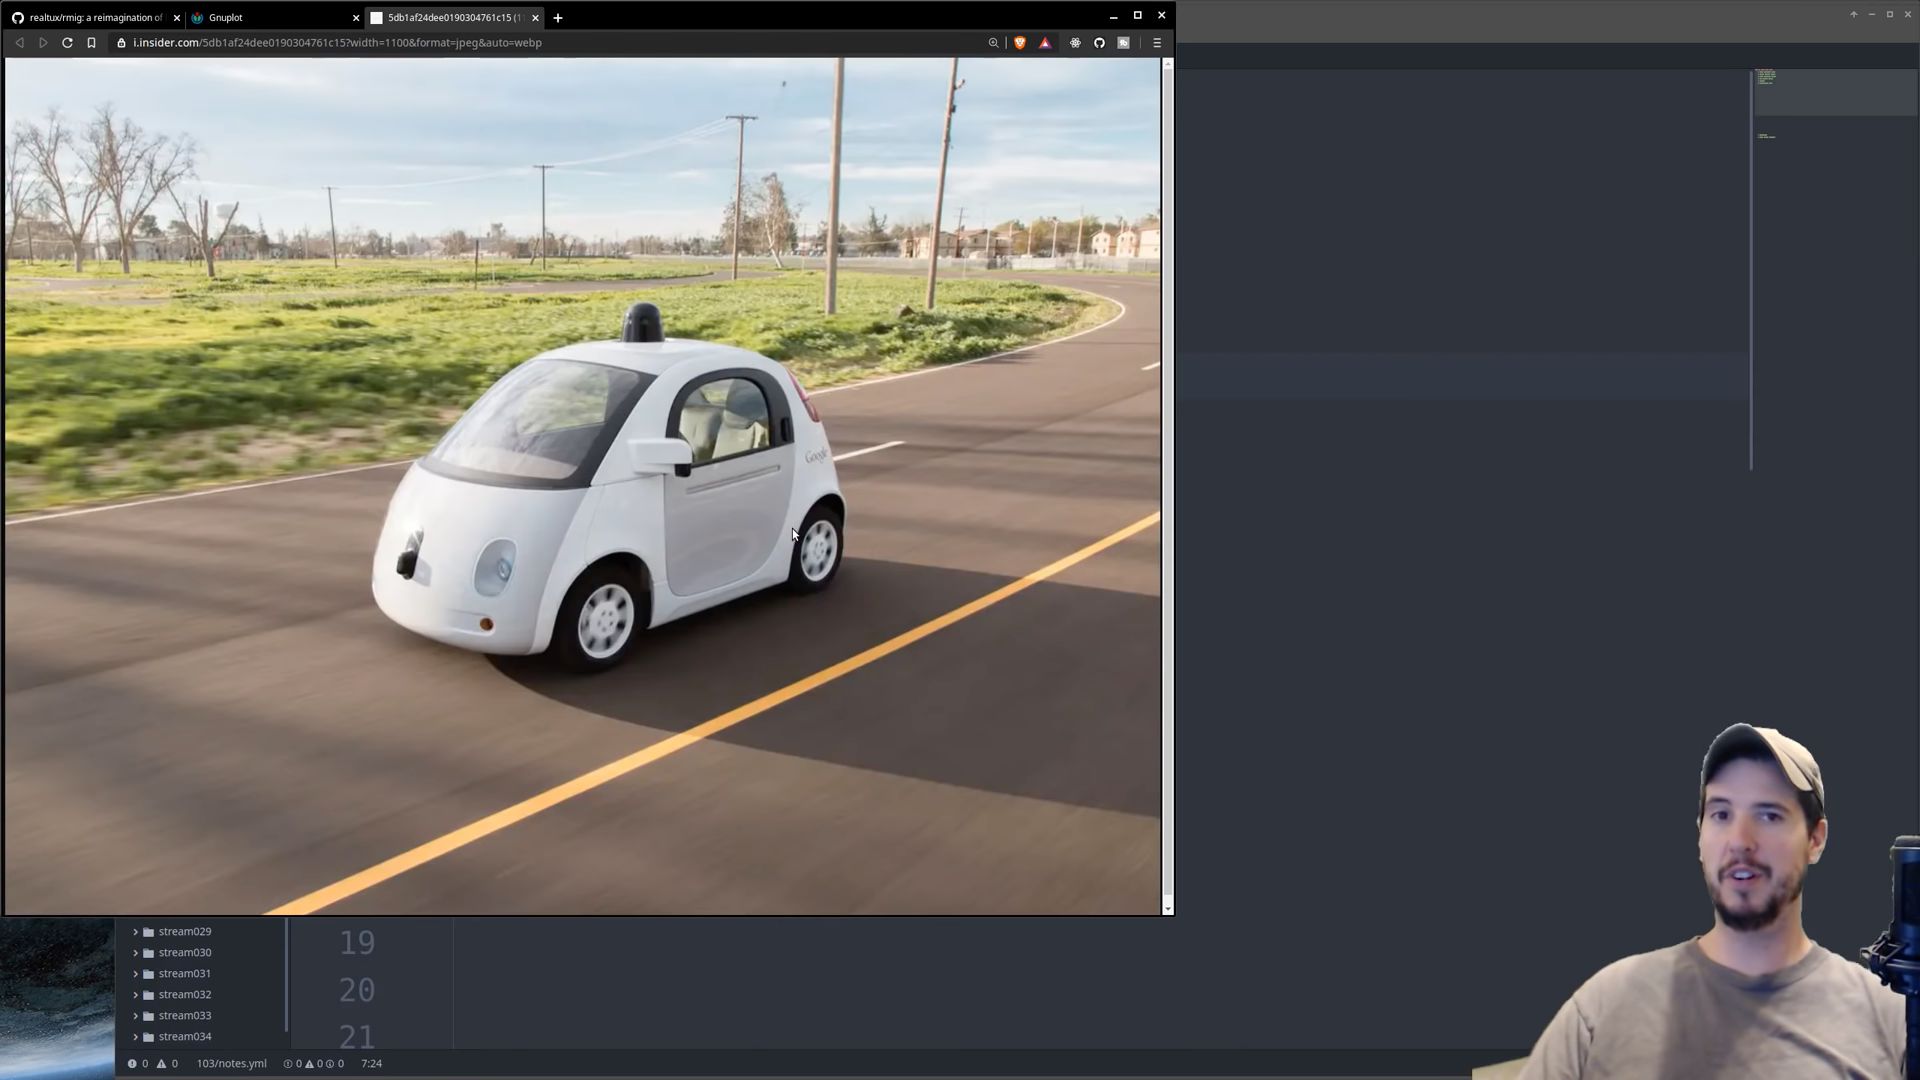 realtux/rmig: a reimagination of
Gnuplot
5db1af24dee0190304761c15 (1
i.insider.com/5db1af24dee0190304761c15?width=1100&format=jpeg&auto=webp
Google
stream029
stream030
stream031
stream032
stream033
stream034
19
20
21
0 0 103/notes.yml 0 0 0 7:24